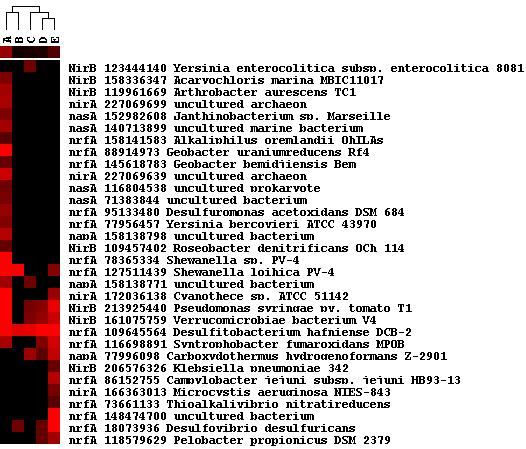 A B C D E
NirB 123444140 Yersinia enterocolitica subsp. enterocolitica 8081
NirB 158336347 Acaryochloris marina MBIC11017
NirB 119961669 Arthrobacter aurescens TC1
nirA 227069699 uncultured archaeon
nasA 152982608 Janthinobacterium sp. Marseille
nasA 140713899 uncultured marine bacterium
nrfA 158141583 Alkaliphilus oremlandii OhILAs
nrfA 88914973 Geobacter uraniumreducens Rf4
nrfA 145618783 Geobacter bemidjiensis Bem
nirA 227069639 uncultured archaeon
nasA 116804538 uncultured prokaryote
nasA 71383844 uncultured bacterium
nrfA 95133480 Desulfuromonas acetoxidans DSM 684
nrfA 77956457 Yersinia bercovieri ATCC 43970
napA 158138798 uncultured bacterium
NirB 109457402 Roseobacter denitrificans OCh 114
nrfA 78365334 Shewanella sp. PV-4
nrfA 127511439 Shewanella loihica PV-4
napA 158138771 uncultured bacterium
nirA 172036138 Cyanothece sp. ATCC 51142
NirB 213925440 Pseudomonas syringae pv. tomato T1
NirB 161075759 Verrucomicrobiae bacterium V4
nrfA 109645564 Desulfitobacterium hafniense DCB-2
nrfA 116698891 Syntrophobacter fumaroxidans MPOB
napA 77996098 Carboxydothermus hydrogenoformans Z-2901
NirB 206576326 Klebsiella pneumoniae 342
nrfA 86152755 Campylobacter jejuni subsp. jejuni HB93-13
nirA 166363013 Microcystis aeruginosa NIES-843
nrfA 73661133 Thioalkalivibrio nitratireducens
nrfA 148474700 uncultured bacterium
nrfA 18073936 Desulfovibrio desulfuricans
nrfA 118579629 Pelobacter propionicus DSM 2379